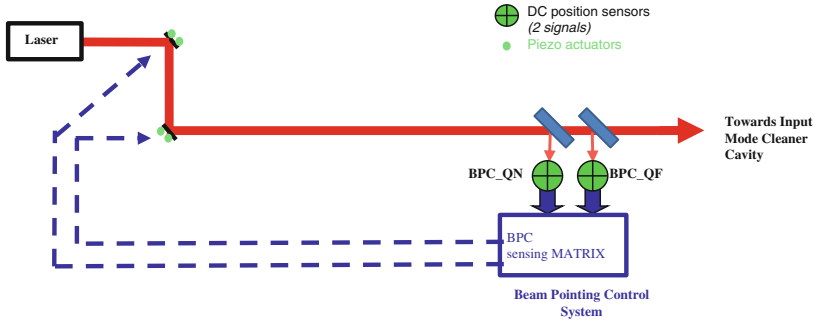 DC position sensors
(2 signals)
Piezo actuators
Laser
Towards Input
Mode Cleaner
Cavity
BPC_QN
BPC_QF
BPC
sensing MATRIX
Beam Pointing Control
System